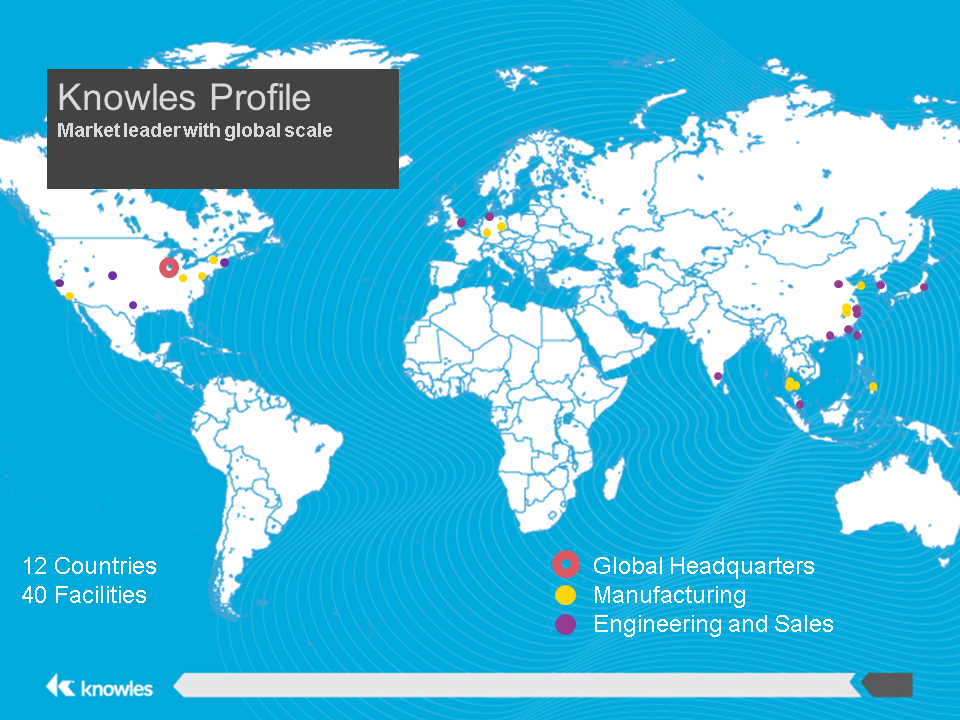 Knowles Profile
Market leader with global scale
12 Countries
40 Facilities
Global Headquarters
Manufacturing
Engineering and Sales
knowles